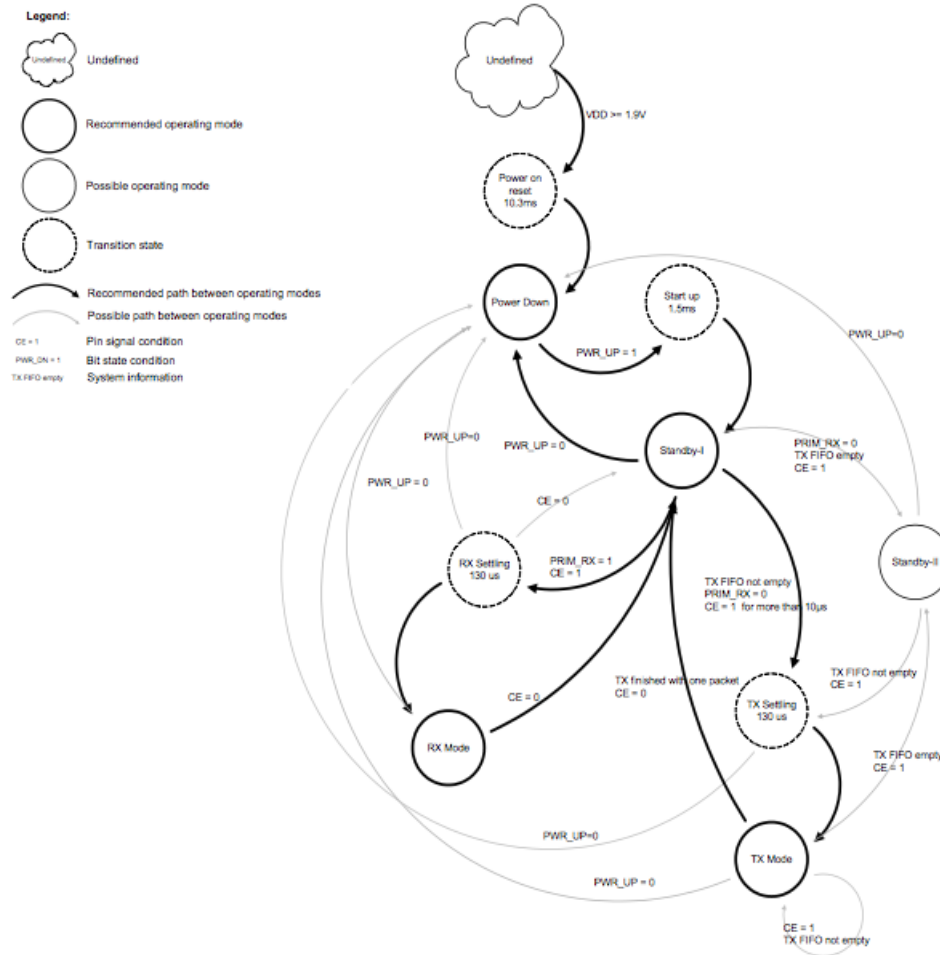 Legend:
Undefined
Undefined
Recommended operating mode
Possible operating mode
Transition state
Recommended path between operating modes
Possible path between operating modes
CE = 1
Pin signal condition
PWR_DN = 1
Bit state condition
TX FIFO empty
System information
Undefined
VDD >= 1.9V
Power on
reset
10.3ms
Power Down
Start up
1.5ms
PWR_UP=0
PWR_UP = 1
PWR_UP=0
PWR_UP = 0
Standby-I
PRIM_RX = 0
TX FIFO empty
CE = 1
PWR_UP = 0
CE = 0
RX Settling
130 us
PRIM_RX = 1
CE = 1
Standby-II
TX FIFO not empty
PRIM_RX = 0
CE = 1 for more than 10µs
TX FIFO not empty
CE = 1
TX finished with one packet
CE = 0
CE = 0
TX Settling
130 us
RX Mode
TX FIFO empty
CE = 1
PWR_UP=0
TX Mode
PWR_UP = 0
CE = 1
TX FIFO not empty